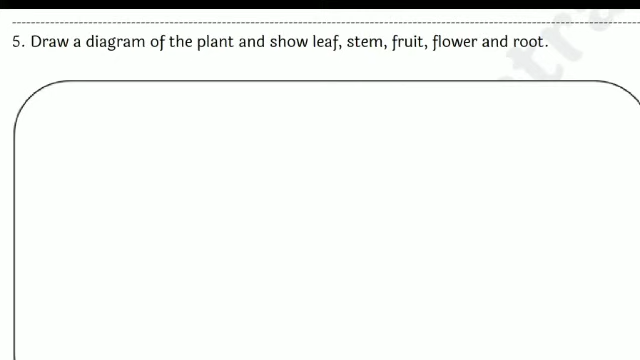 5. Draw a diagram of the plant and show leaf, stem, fruit, flower and root.